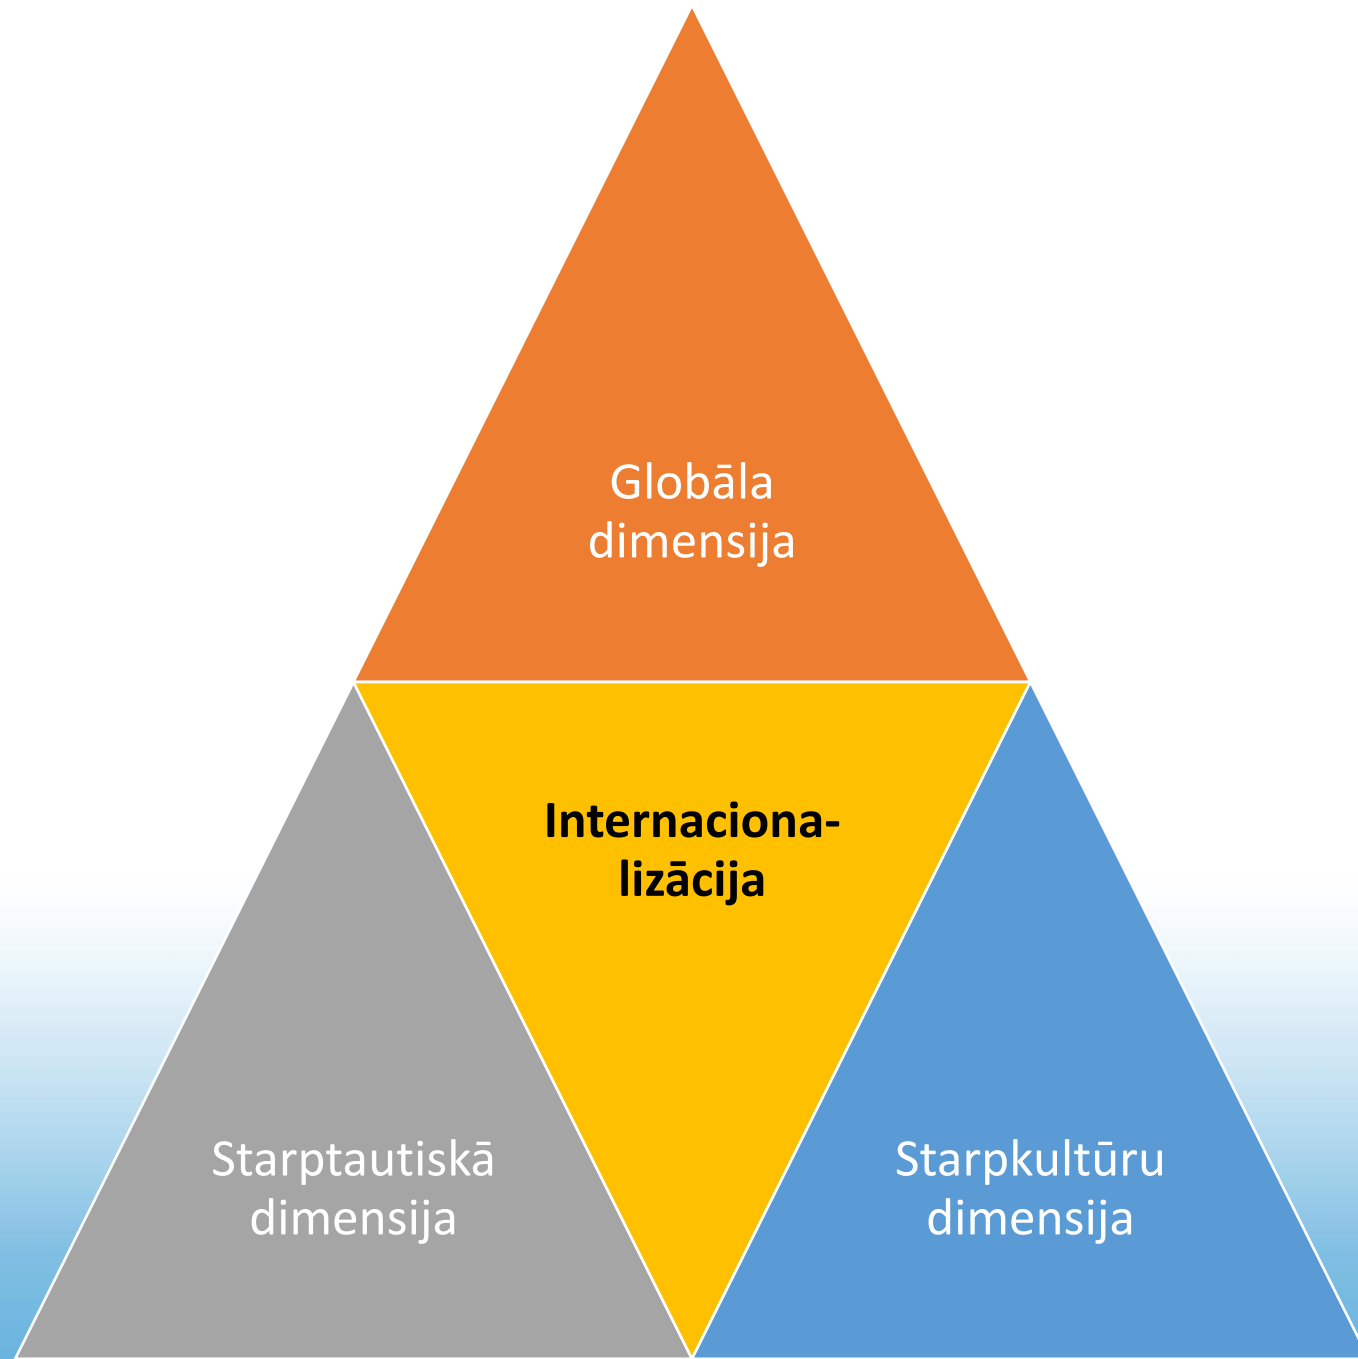 Globāla
dimensija
Internaciona-
lizācija
Starptautiskā
dimensija
Starpkultūru
dimensija